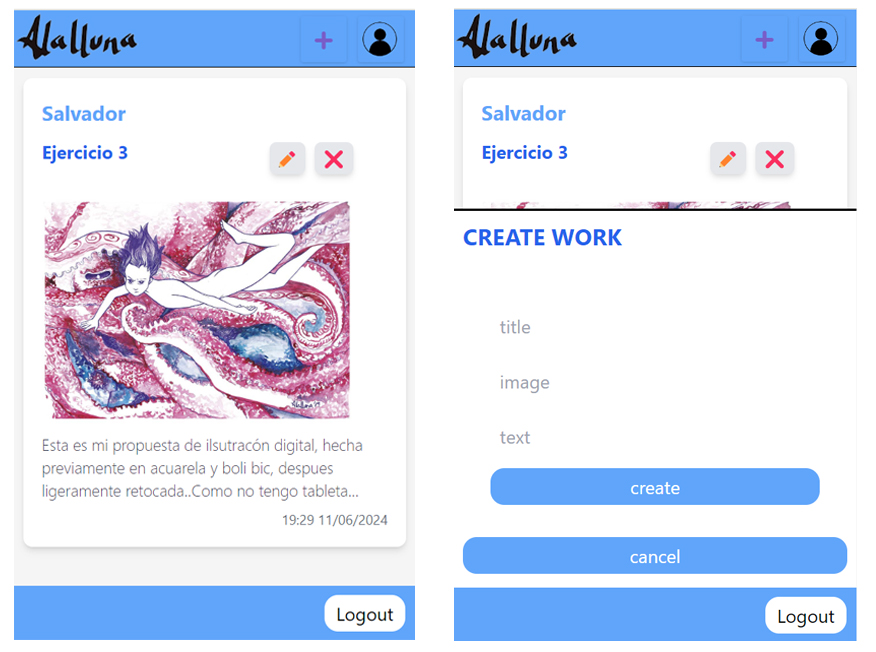 Alalluna
Salvador
Ejercicio 3
Esta es mi propuesta de ilsutracón digital, hecha
previamente en acuarela y boli bic, despues
ligeramente retocada..Como no tengo tableta...
19:29 11/06/2024
Logout
Alalluna
Salvador
Ejercicio 3
CREATE WORK
title
image
text
create
cancel
Logout